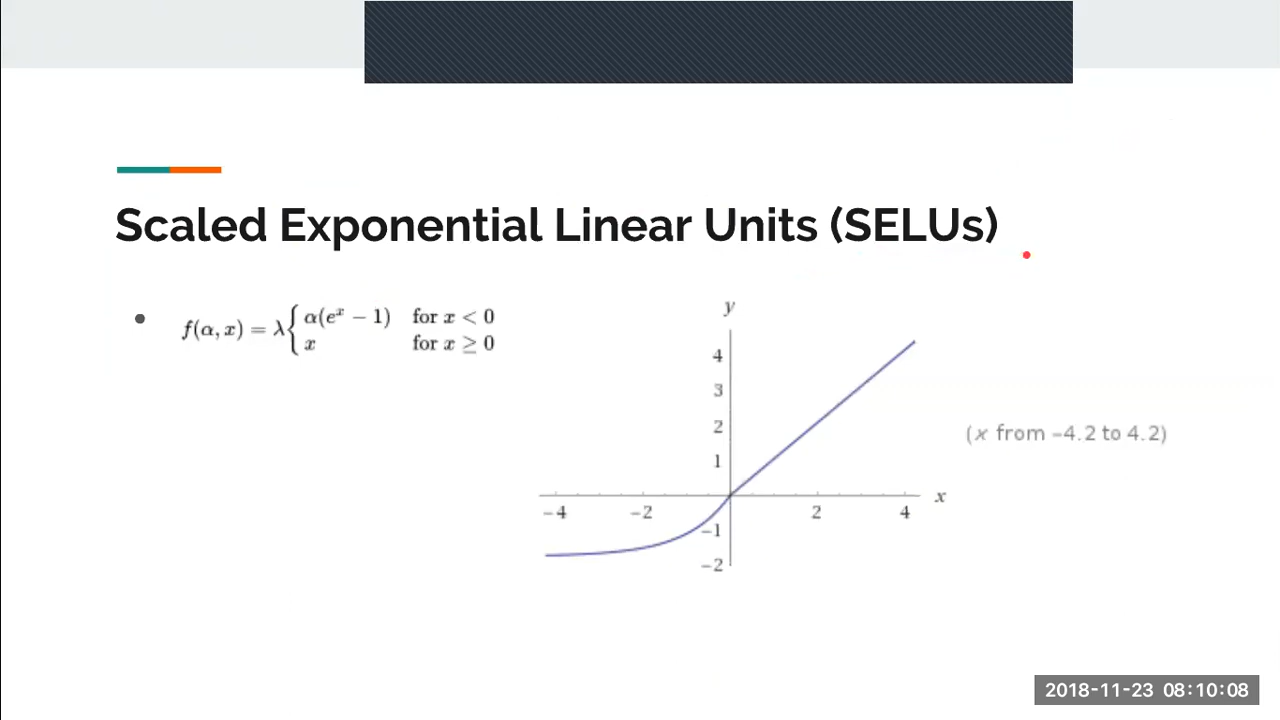 Scaled Exponential Linear Units (SELUs)
• f(α, x) = λ{ α(e^x − 1) for x < 0
x for x ≥ 0
y
4
3
2
1
−4 −2 2 4 x
−1
−2
(x from −4.2 to 4.2)
2018-11-23 08:10:08